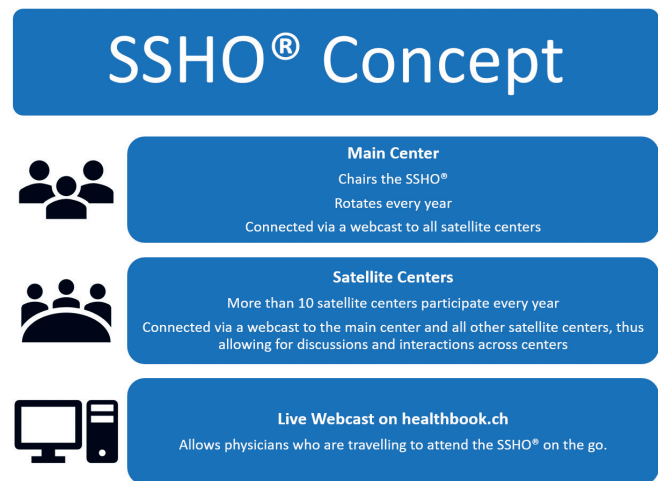 SSHO® Concept
Main Center
Chairs the SSHO®
Rotates every year
Connected via a webcast to all satellite centers
Satellite Centers
More than 10 satellite centers participate every year
Connected via a webcast to the main center and all other satellite centers, thus
allowing for discussions and interactions across centers
Live Webcast on healthbook.ch
Allows physicians who are travelling to attend the SSHO® on the go.